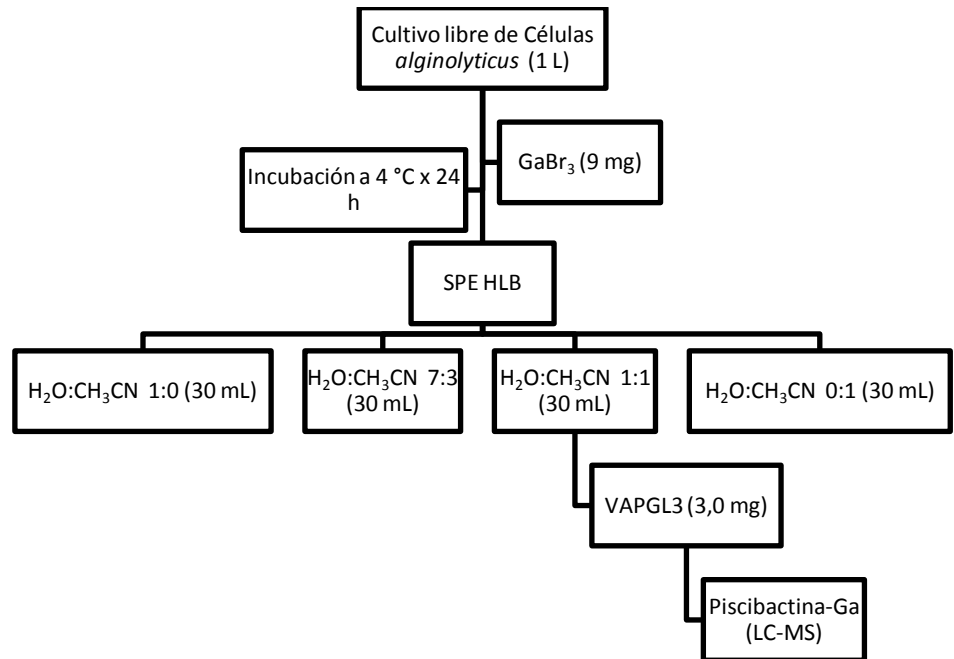 Cultivo libre de Células
alginolyticus (1 L)
GaBr₃ (9 mg)
Incubación a 4 °C x 24
h
SPE HLB
H₂O:CH₃CN 1:0 (30 mL)
H₂O:CH₃CN 7:3
(30 mL)
H₂O:CH₃CN 1:1
(30 mL)
H₂O:CH₃CN 0:1 (30 mL)
VAPGL3 (3,0 mg)
Piscibactina-Ga
(LC-MS)